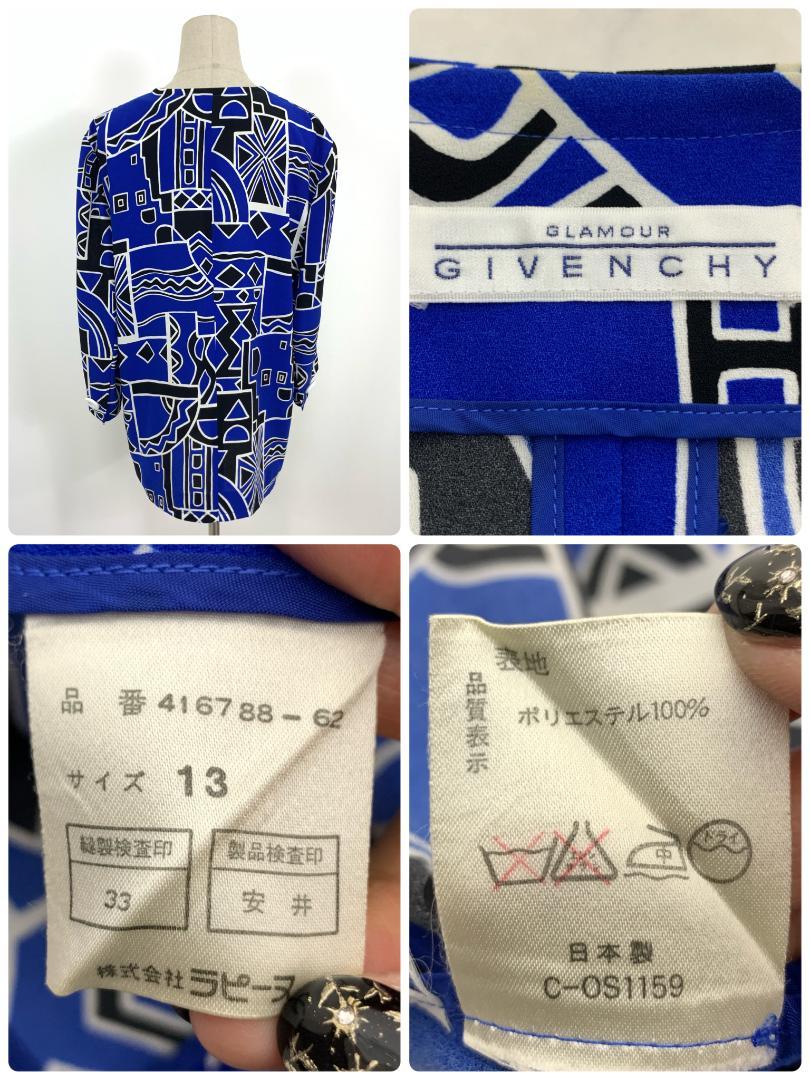 GLAMOUR
GIVENCHY
品 番 416788-62
サイズ 13
縫製検査印
33
製品検査印
安 井
株式会社 ラピーヌ
表地
品質表示
ポリエステル100%
中
ドライ
日本製
C-OS1159